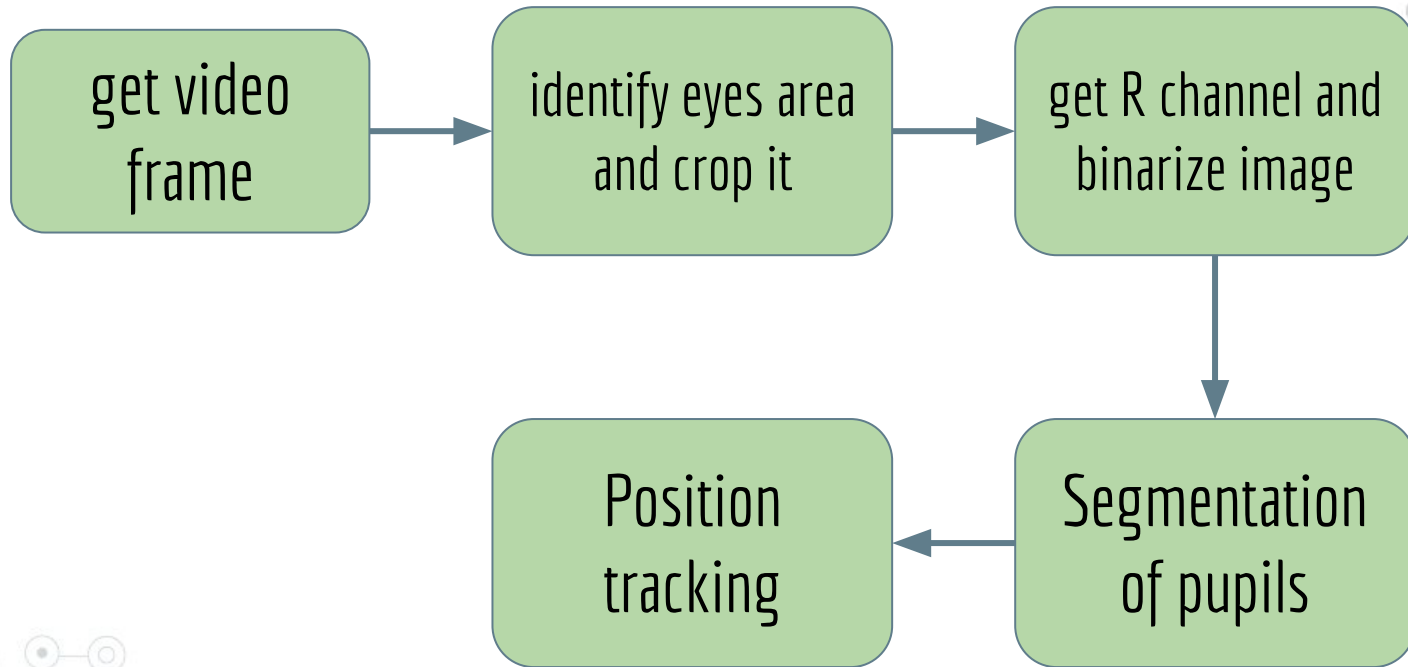 get video
frame
identify eyes area
and crop it
get R channel and
binarize image
Segmentation
of pupils
Position
tracking